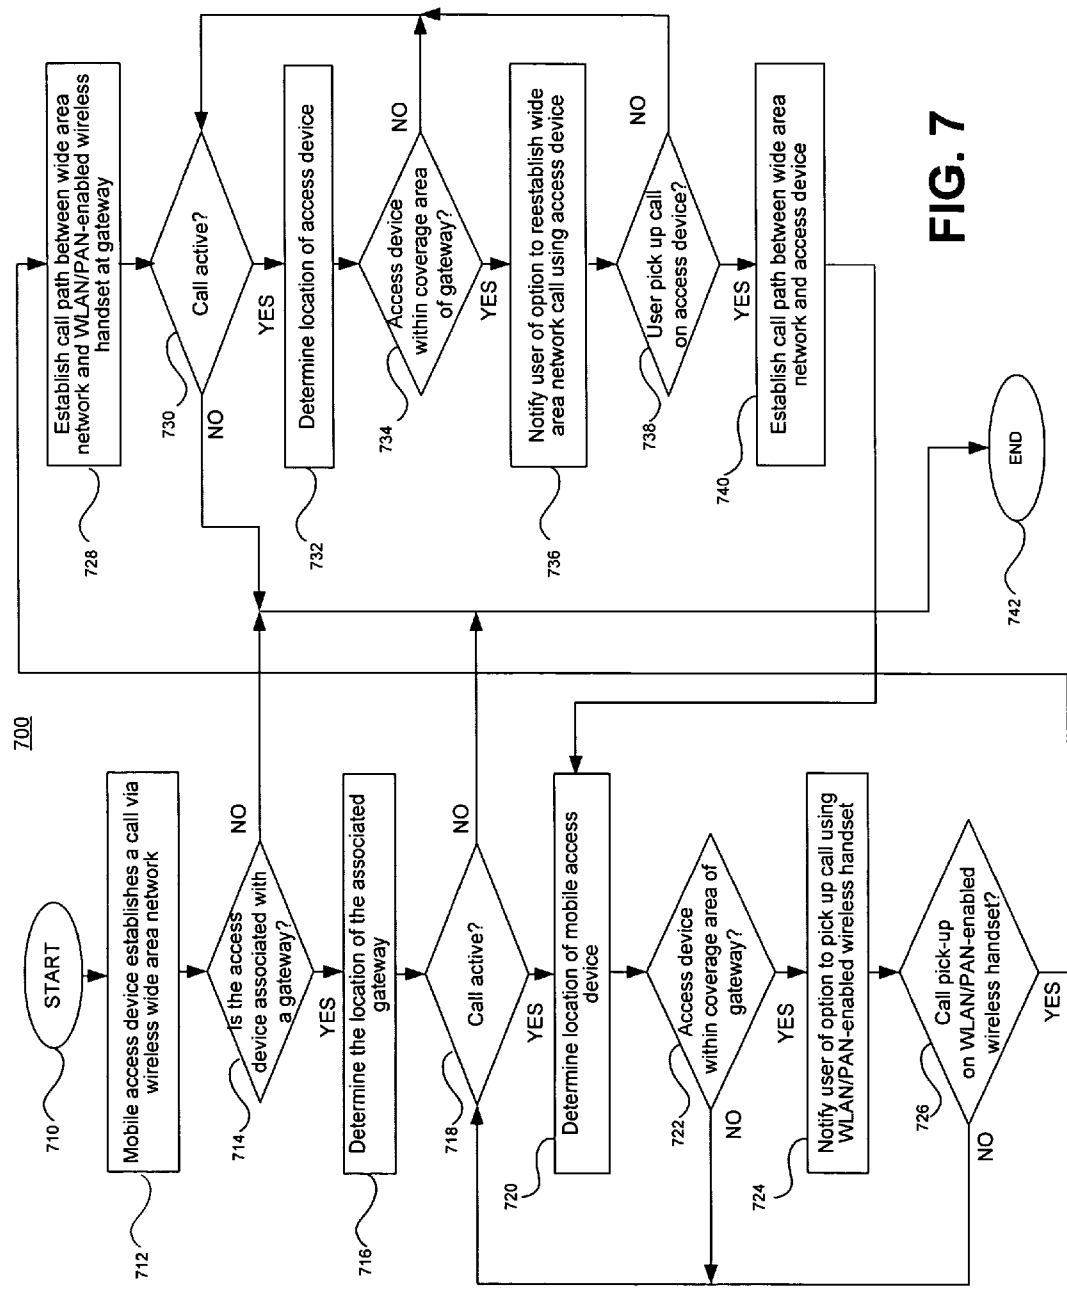 700
START
710
Mobile access device establishes a call via
wireless wide area network
712
Is the access
device associated with
a gateway?
714
NO
YES
Determine the location of the associated
gateway
716
Call active?
718
NO
YES
Determine location of mobile access
device
720
Access device
within coverage area of
gateway?
722
NO
YES
Notify user of option to pick up call using
WLAN/PAN-enabled wireless handset
724
Call pick-up
on WLAN/PAN-enabled
wireless handset?
726
NO
YES
Establish call path between wide area
network and WLAN/PAN-enabled wireless
handset at gateway
728
Call active?
730
NO
YES
Determine location of access device
732
Access device
within coverage area
of gateway?
734
NO
YES
Notify user of option to reestablish wide
area network call using access device
736
User pick up call
on access device?
738
NO
YES
Establish call path between wide area
network and access device
740
END
742
FIG. 7